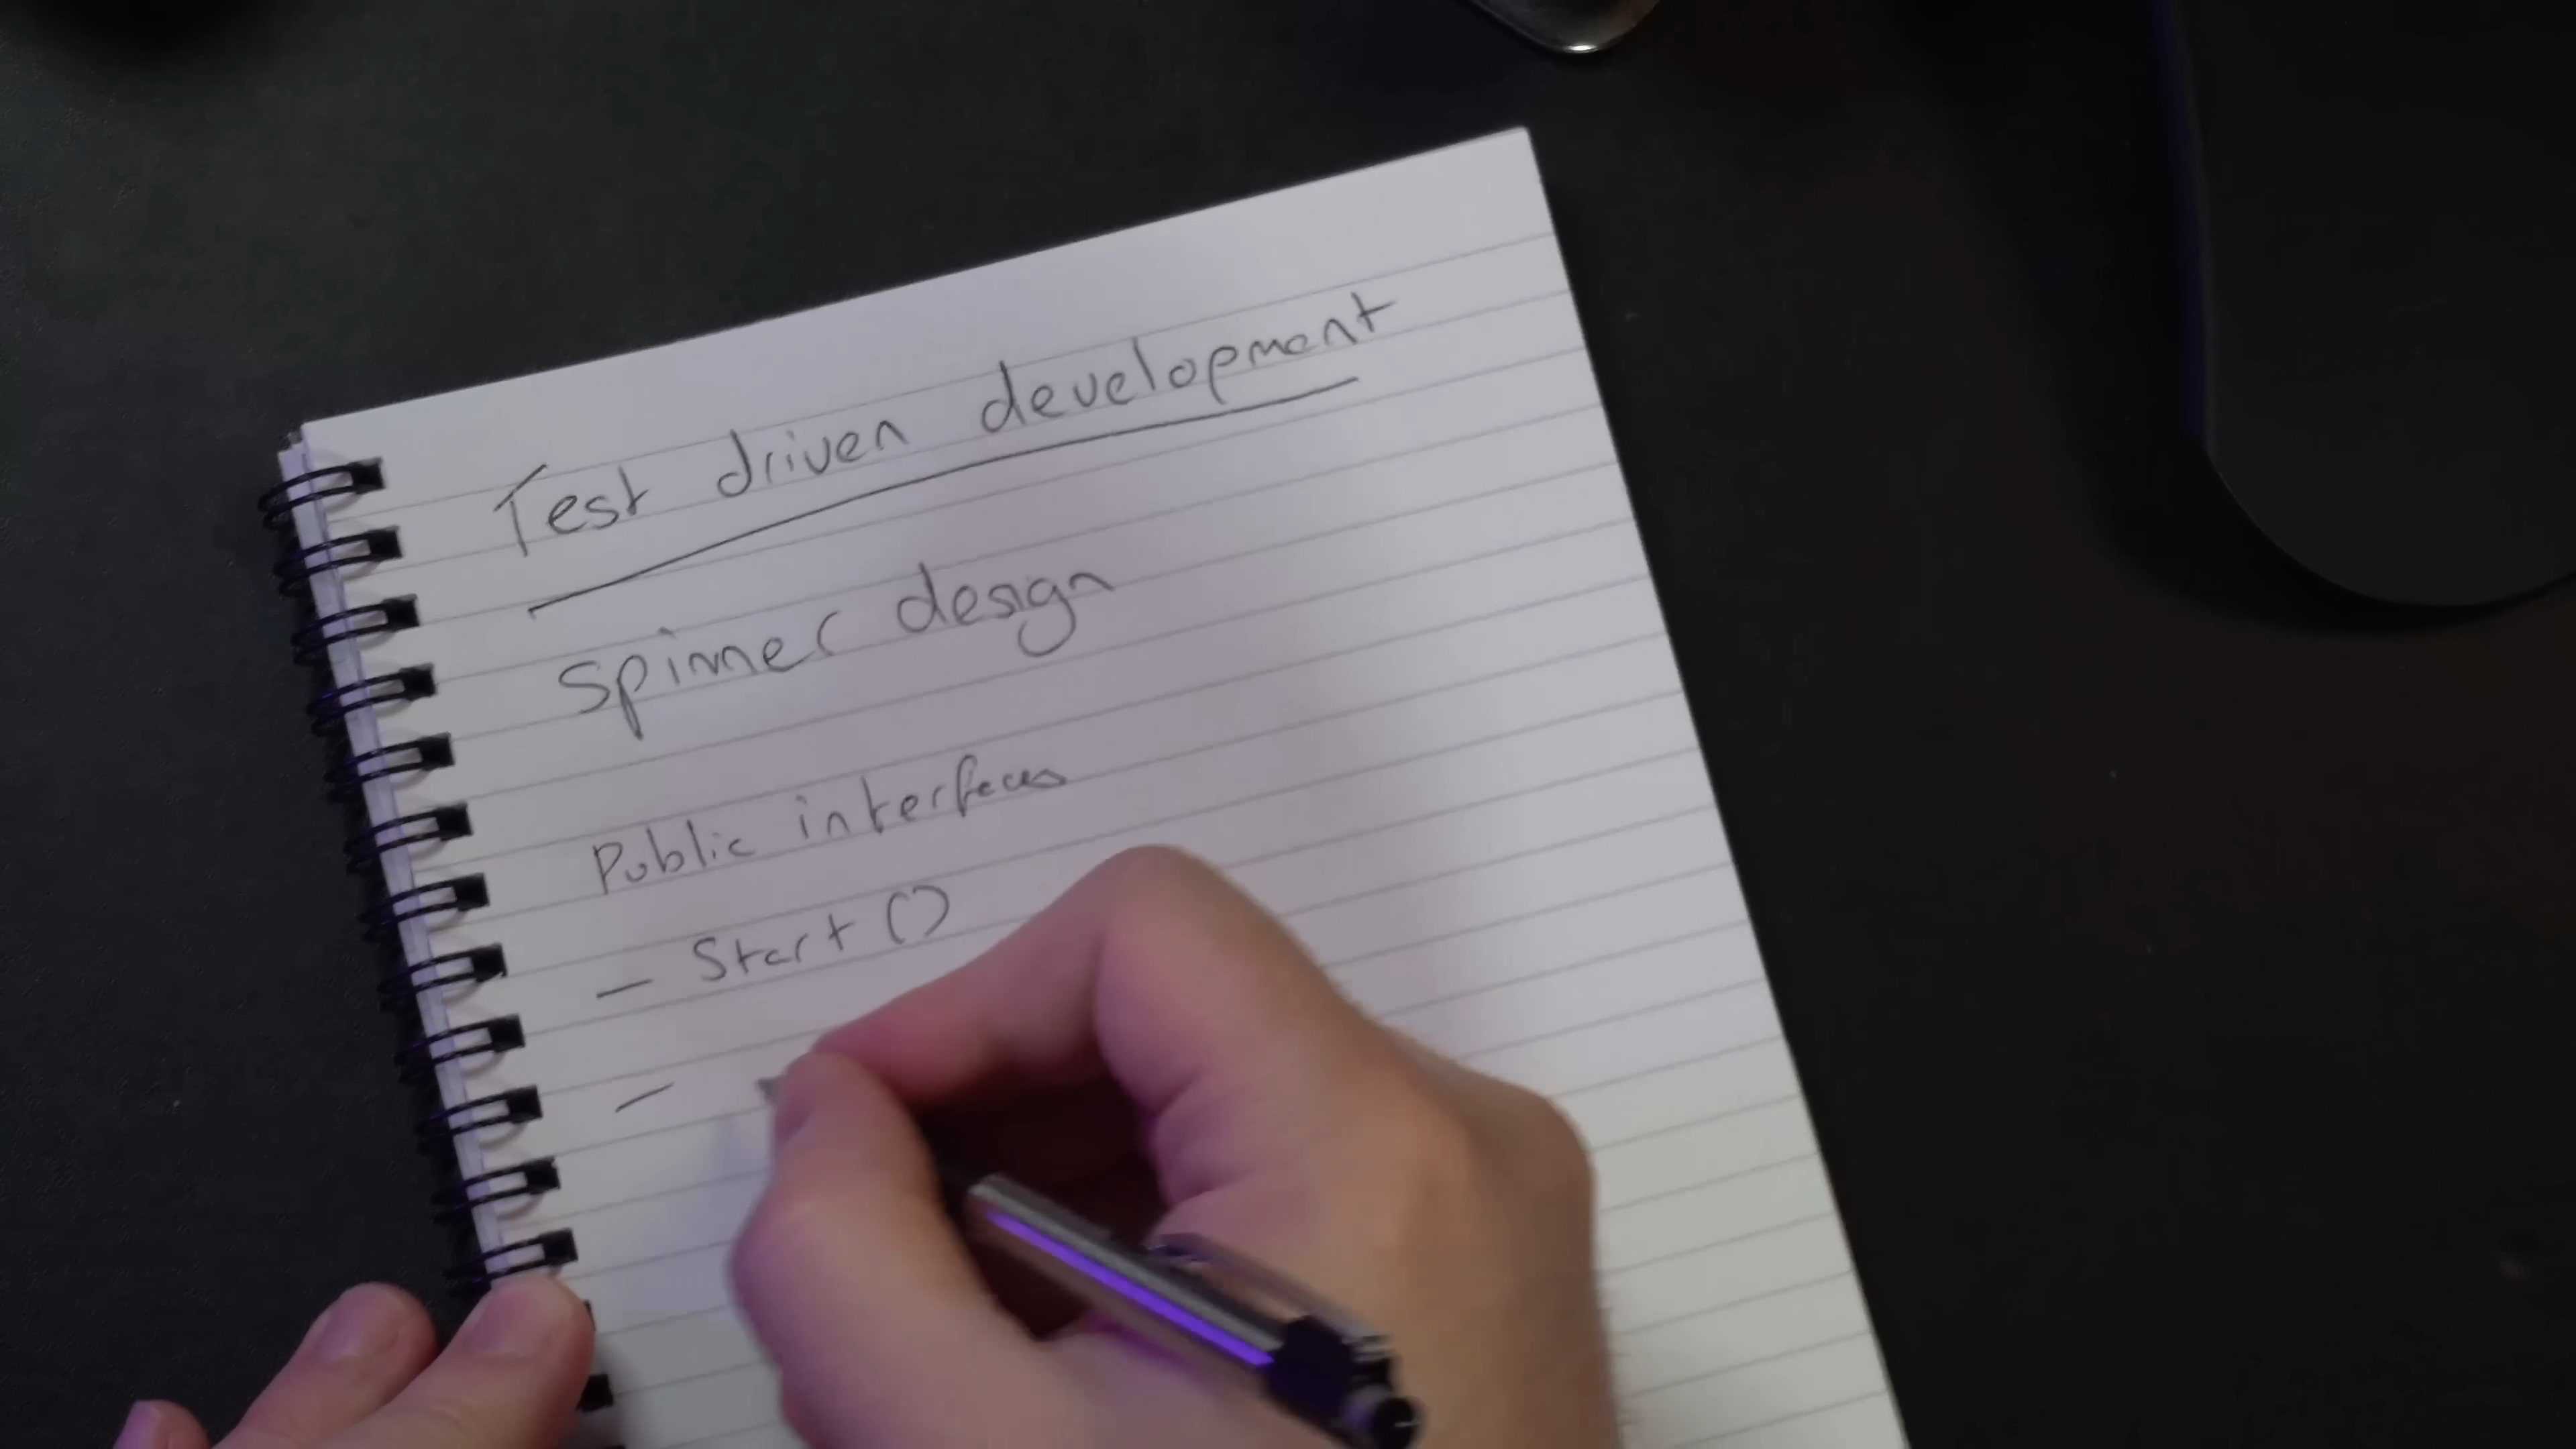 Test driven development
Spinner design
Public interfaces
- Start ()
-